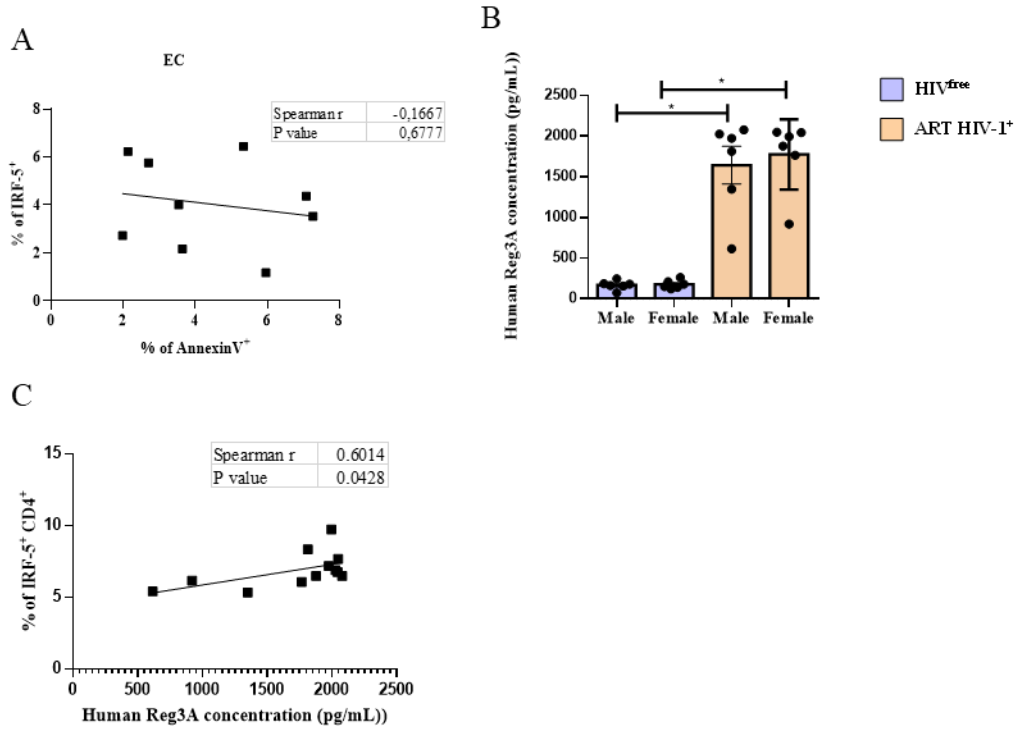 A
EC
Spearman r -0,1667
P value 0,6777
8
6
4
2
0
% of IRF-5+
0 2 4 6 8
% of AnnexinV+
B
Human Reg3A concentration (pg/mL))
2500
2000
1500
1000
500
0
*
*
Male Female Male Female
HIVfree
ART HIV-1+
C
Spearman r 0.6014
P value 0.0428
15
10
5
0
% of IRF-5+ CD4+
0 500 1000 1500 2000 2500
Human Reg3A concentration (pg/mL))